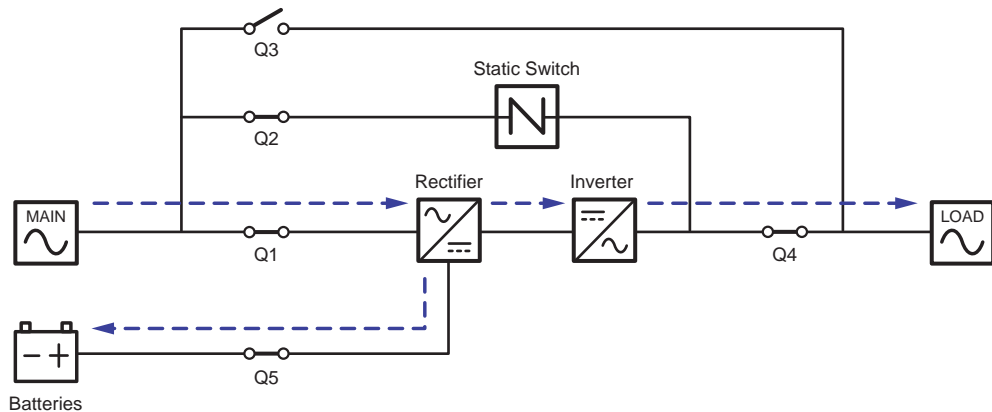 Q3
Static Switch
Q2
Rectifier
Inverter
MAIN
Q1
Q4
LOAD
Q5
Batteries